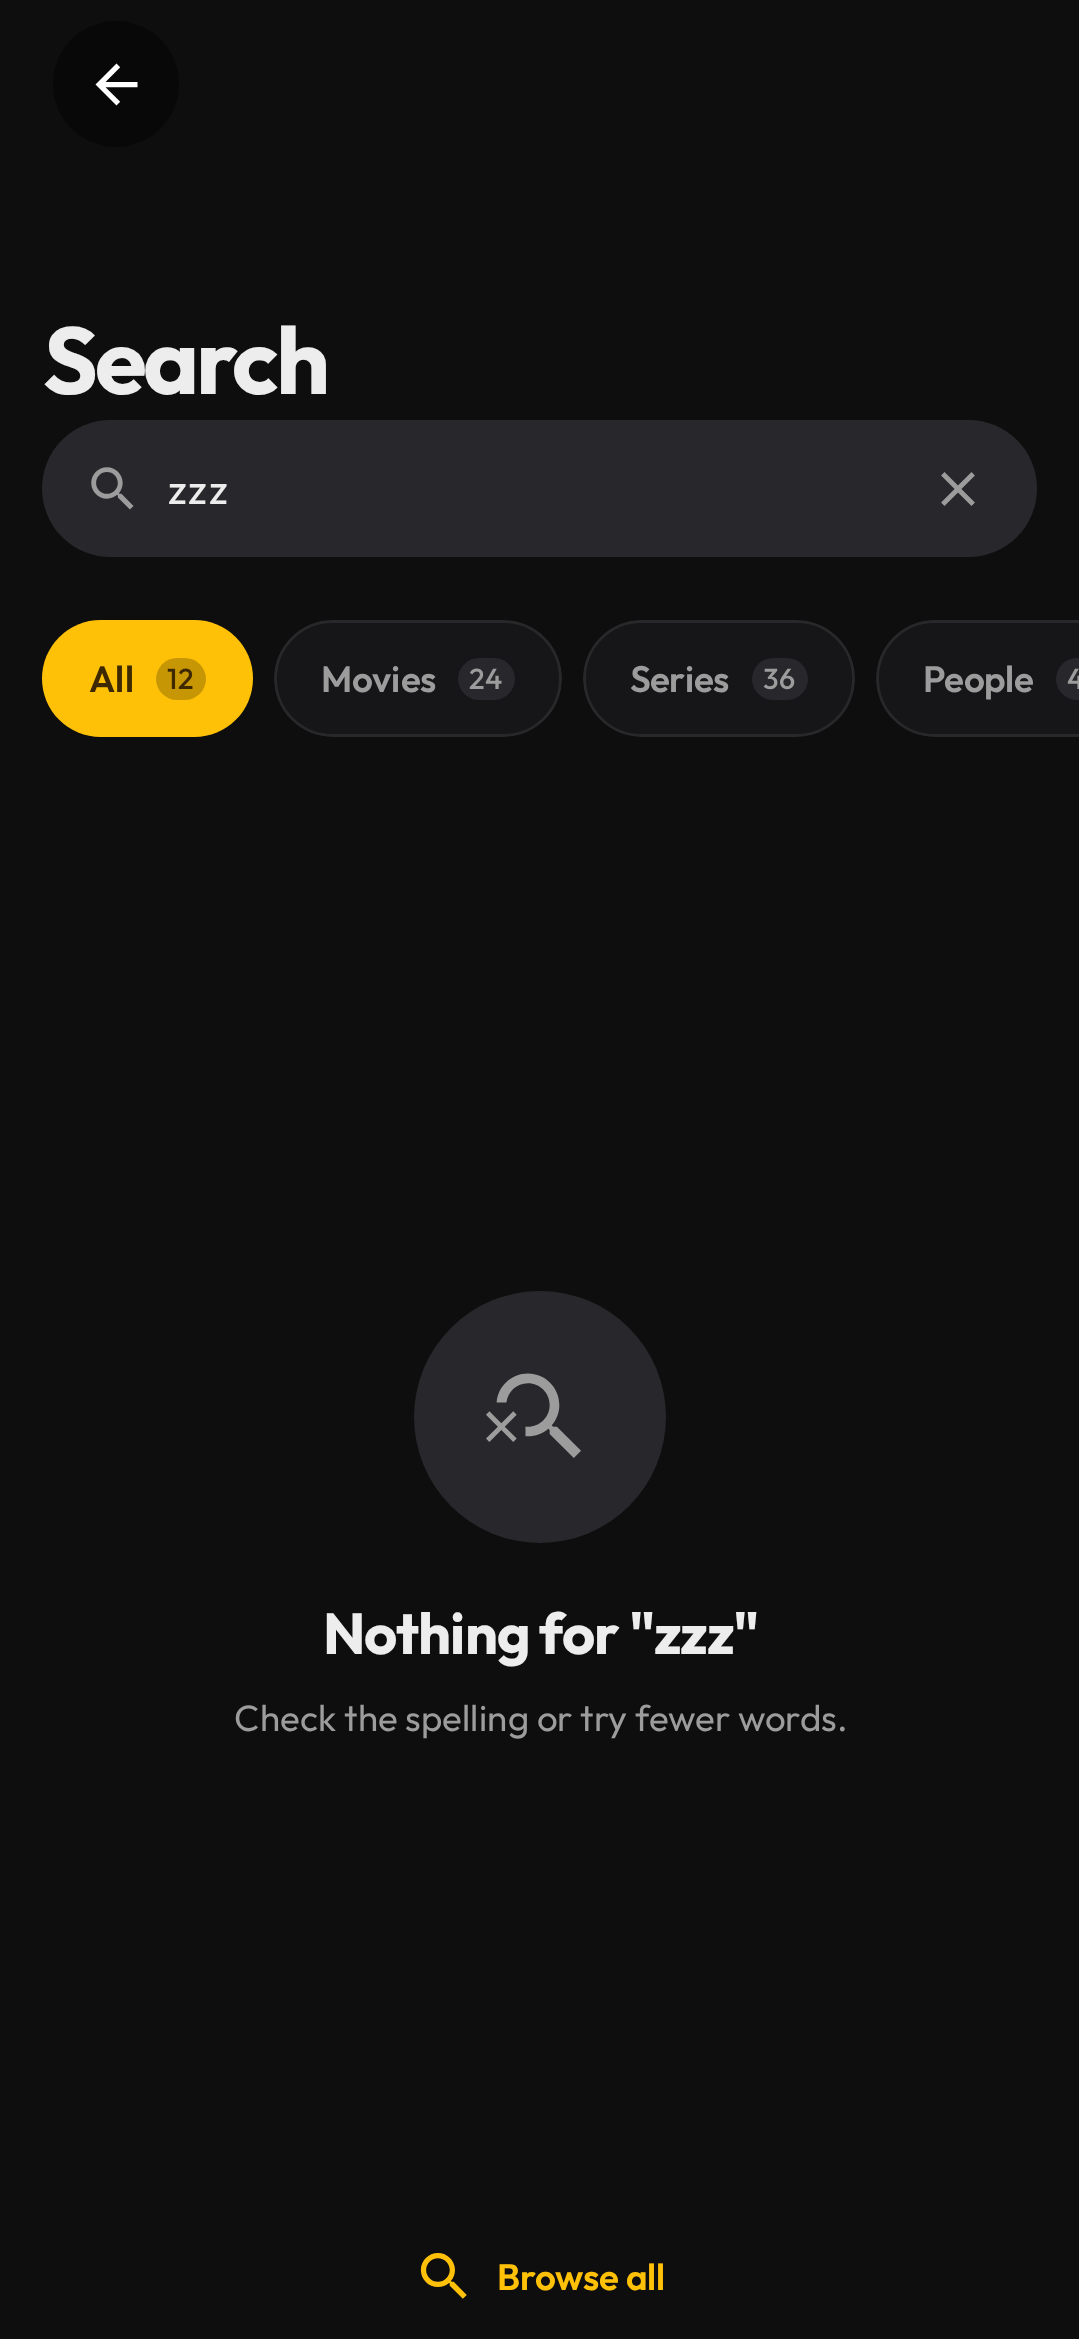 Search
zzz
All 12 Movies 24 Series 36 People
Nothing for "zzz"
Check the spelling or try fewer words.
Browse all